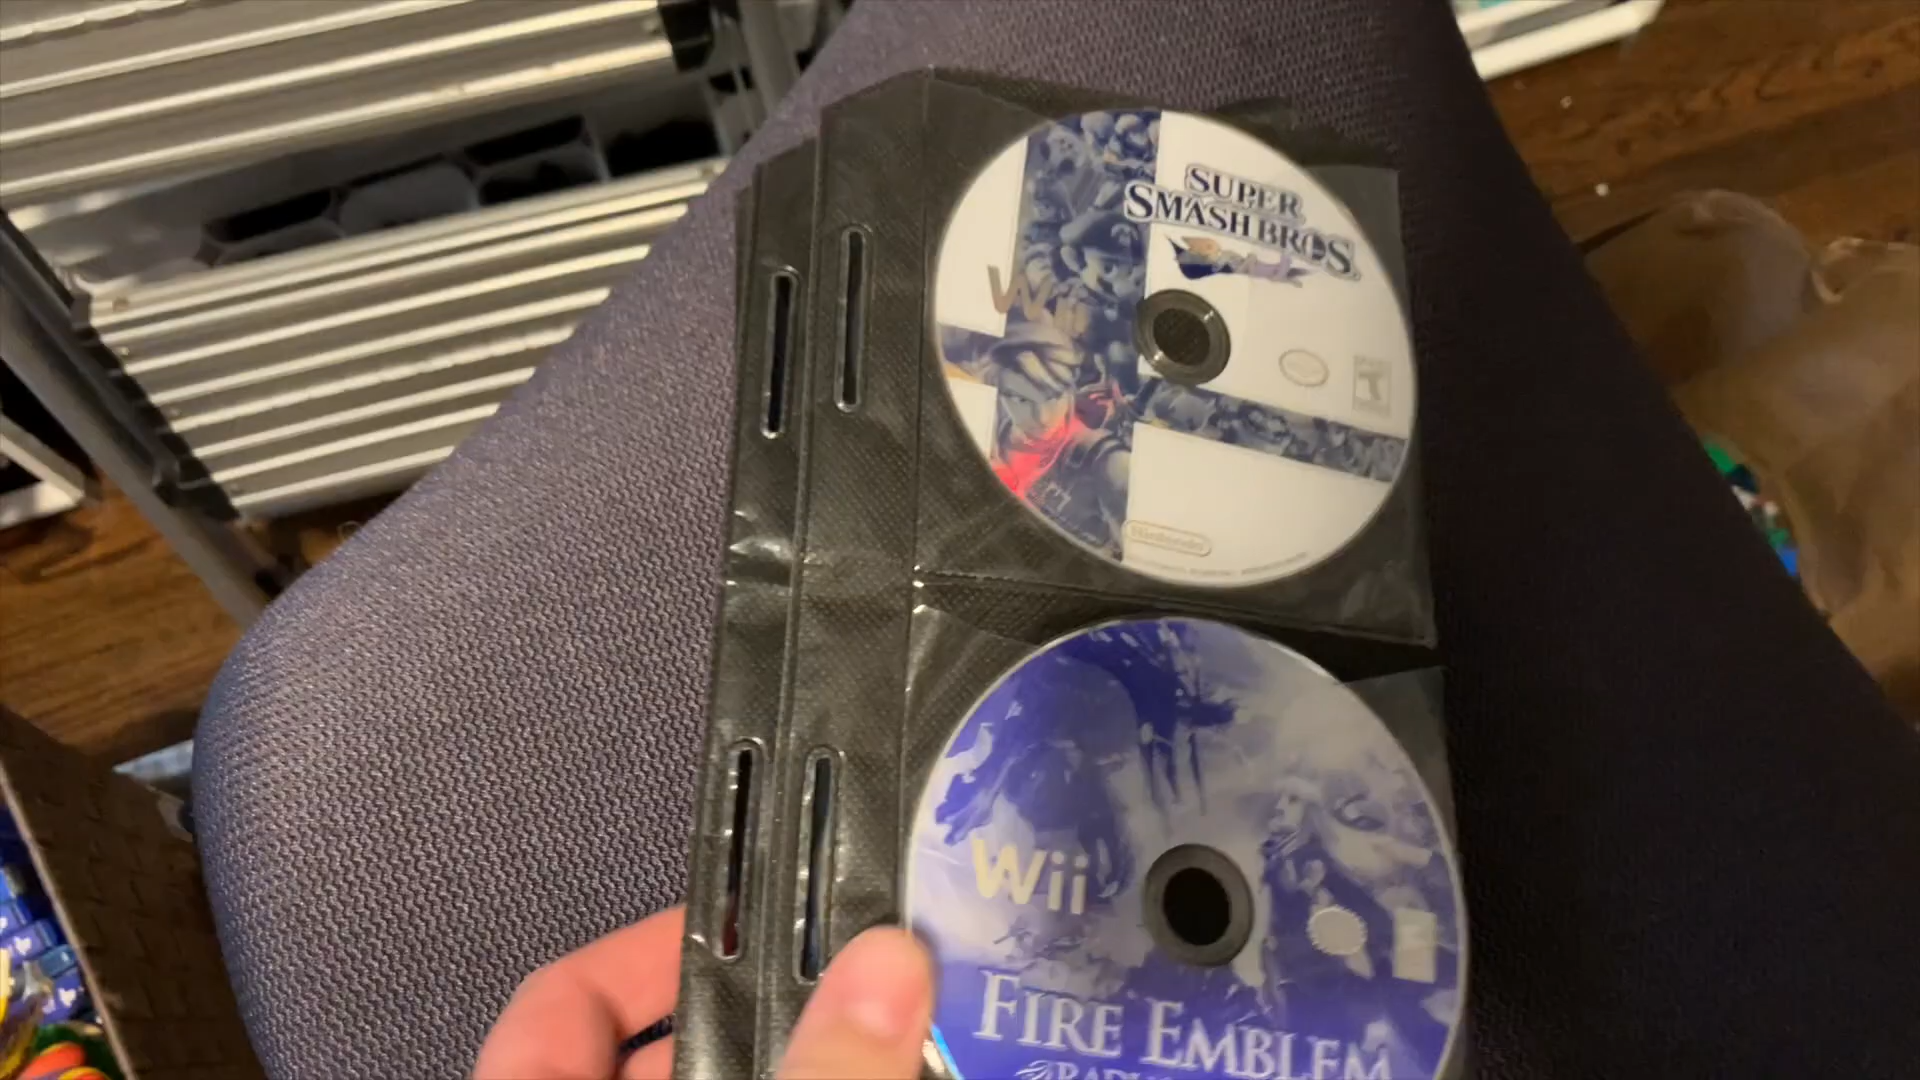 SUPER
SMASH BROS.
Brawl
Wii
T
Nintendo
Wii
FIRE EMBLEM